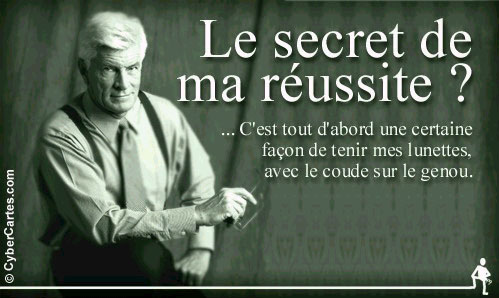 Le secret de
ma réussite ?
... C'est tout d'abord une certaine
façon de tenir mes lunettes,
avec le coude sur le genou.
© CyberCartes.com